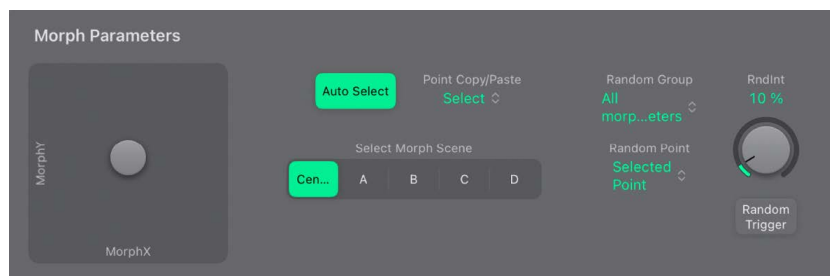 Morph Parameters
MorphY
MorphX
Auto Select
Point Copy/Paste
Select
Select Morph Scene
Cen... A B C D
Random Group
All
morp...eters
Random Point
Selected
Point
RndInt
10 %
Random
Trigger